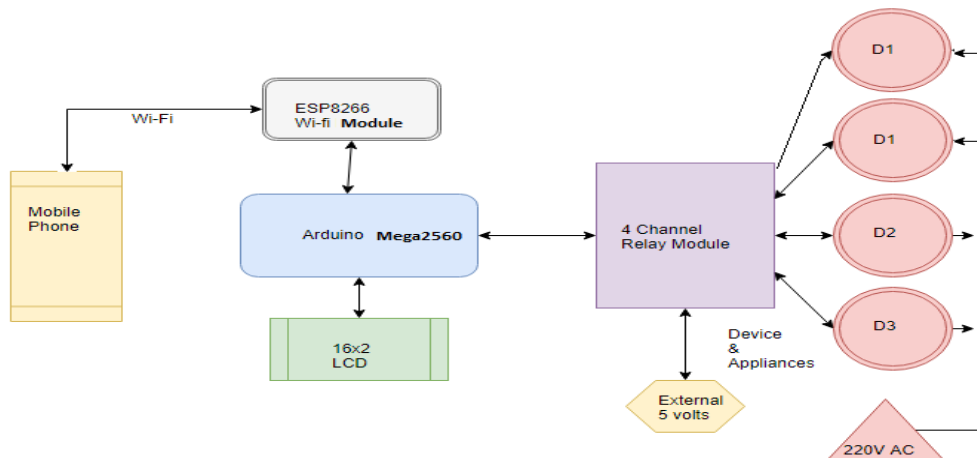 Wi-Fi
ESP8266
Wi-fi Module
Mobile
Phone
Arduino Mega2560
16x2
LCD
4 Channel
Relay Module
Device
&
Appliances
External
5 volts
D1
D1
D2
D3
220V AC